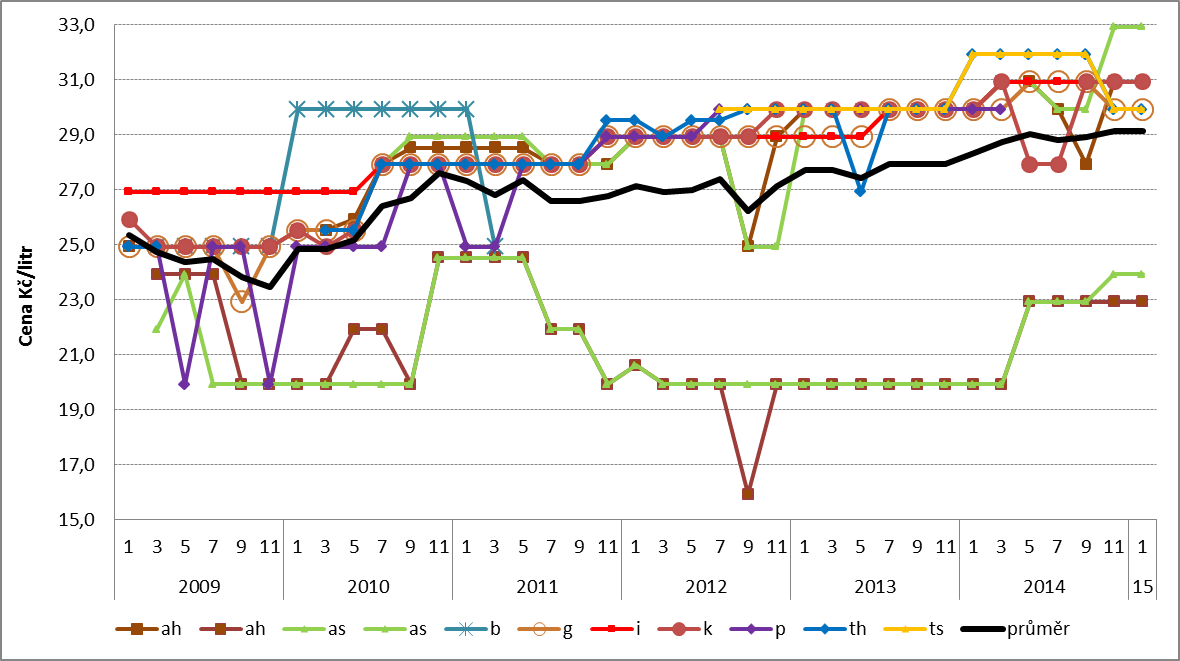 Cena Kč/litr
33,0
31,0
29,0
27,0
25,0
23,0
21,0
19,0
17,0
15,0
1 3 5 7 9 11 1 3 5 7 9 11 1 3 5 7 9 11 1 3 5 7 9 11 1 3 5 7 9 11 1 3 5 7 9 11 1
2009 2010 2011 2012 2013 2014 15
ah ah as as b g i k p th ts průměr